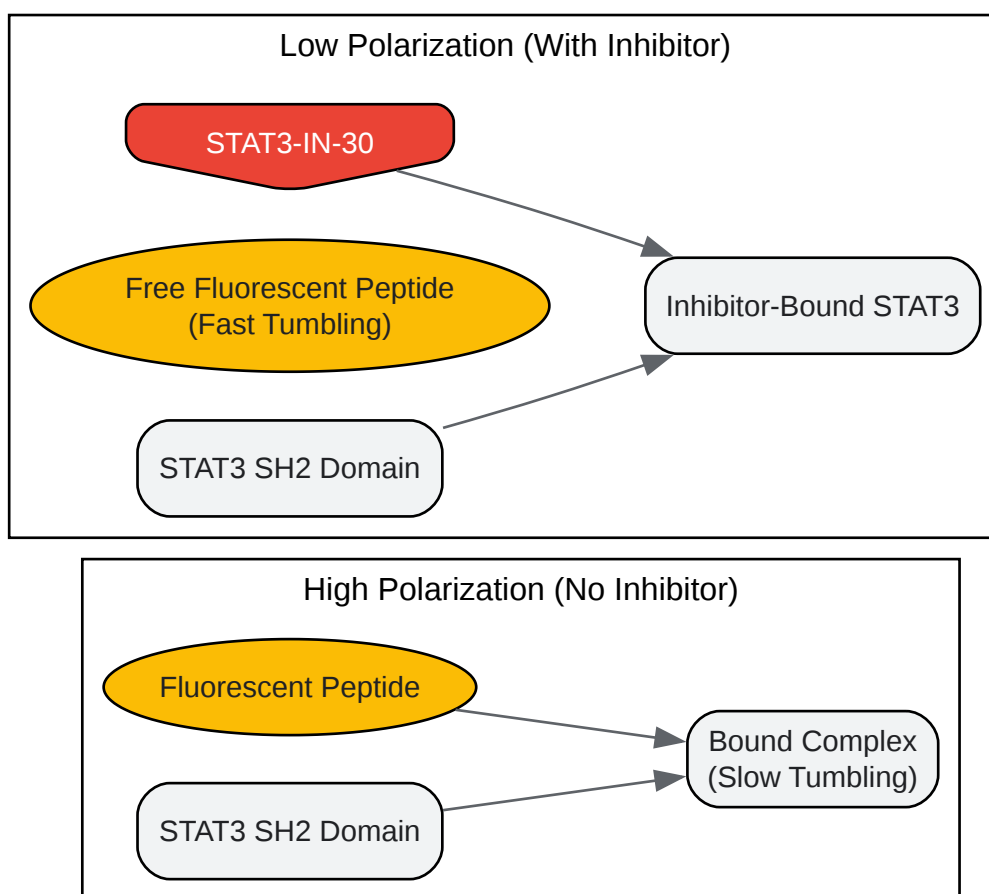 Low Polarization (With Inhibitor)
STAT3-IN-30
Free Fluorescent Peptide
(Fast Tumbling)
Inhibitor-Bound STAT3
STAT3 SH2 Domain
High Polarization (No Inhibitor)
Fluorescent Peptide
Bound Complex
(Slow Tumbling)
STAT3 SH2 Domain